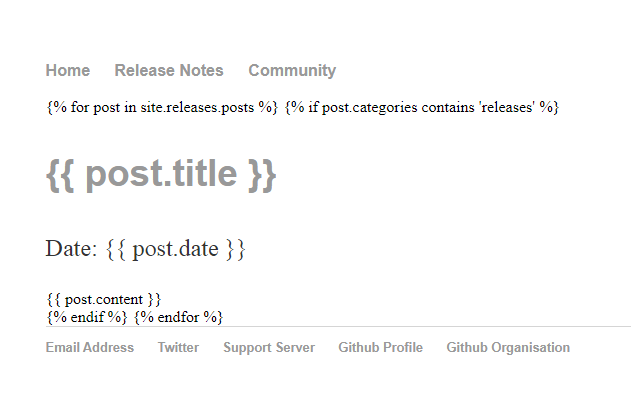 Home Release Notes Community
{% for post in site.releases.posts %} {% if post.categories contains 'releases' %}
{{ post.title }}
Date: {{ post.date }}
{{ post.content }}
{% endif %} {% endfor %}
Email Address Twitter Support Server Github Profile Github Organisation